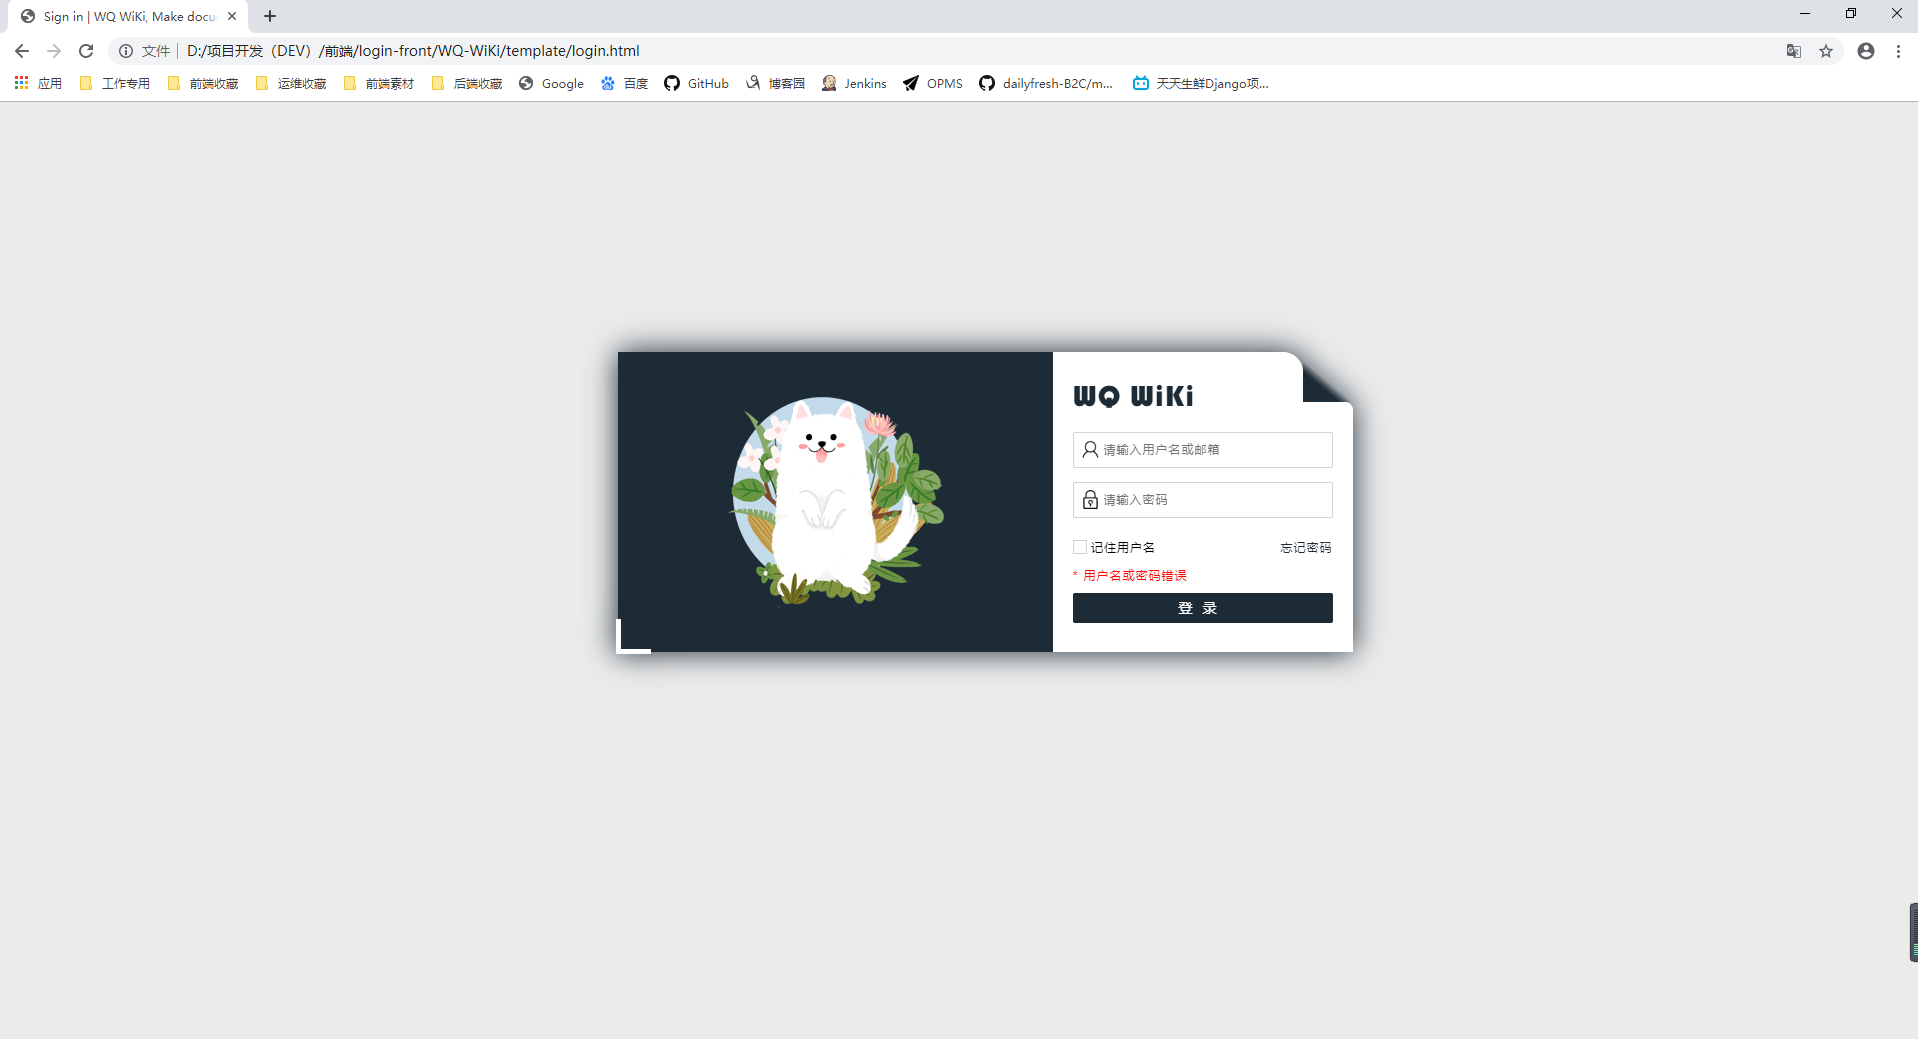 Sign in | WQ WiKi, Make docu
文件 D:/项目开发（DEV）/前端/login-front/WQ-WiKi/template/login.html
应用 工作专用 前端收藏 运维收藏 前端素材 后端收藏 Google 百度 GitHub 博客园 Jenkins OPMS dailyfresh-B2C/m... 天天生鲜Django项...
WQ WiKi
请输入用户名或邮箱
请输入密码
记住用户名 忘记密码
* 用户名或密码错误
登 录